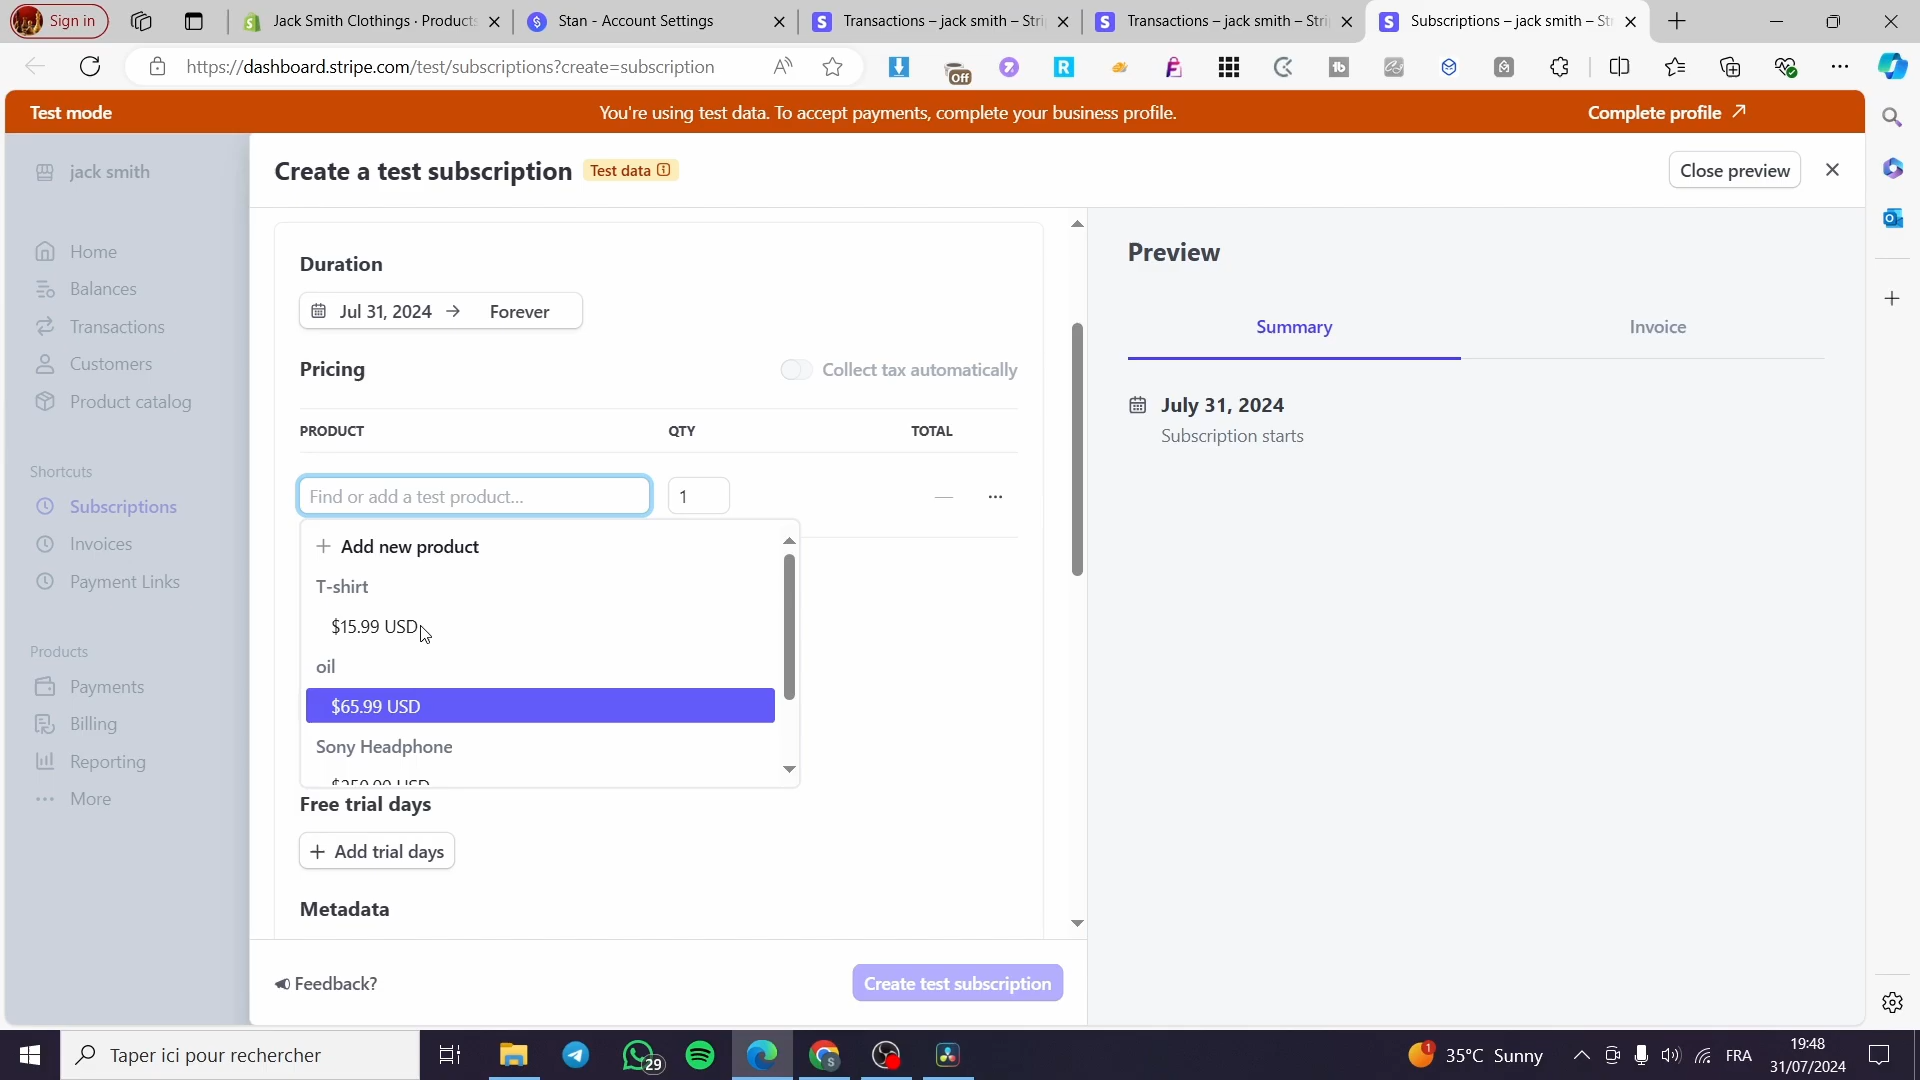 Sign in
Jack Smith Clothings · Products
Stan - Account Settings
Transactions – jack smith – Stri
Transactions – jack smith – Stri
Subscriptions – jack smith – St
https://dashboard.stripe.com/test/subscriptions?create=subscription
Off
Test mode
You're using test data. To accept payments, complete your business profile.
Complete profile
jack smith
Home
Balances
Transactions
Customers
Product catalog
Shortcuts
Subscriptions
Invoices
Payment Links
Products
Payments
Billing
Reporting
More
Create a test subscription
Test data
Close preview
Duration
Jul 31, 2024 → Forever
Pricing
Collect tax automatically
PRODUCT QTY TOTAL
Find or add a test product...
1
—
Add new product
T-shirt
$15.99 USD
oil
$65.99 USD
Sony Headphone
$250.00 USD
Free trial days
Add trial days
Metadata
Feedback?
Create test subscription
Preview
Summary
Invoice
July 31, 2024
Subscription starts
Taper ici pour rechercher
29
1
35°C Sunny
FRA
19:48
31/07/2024